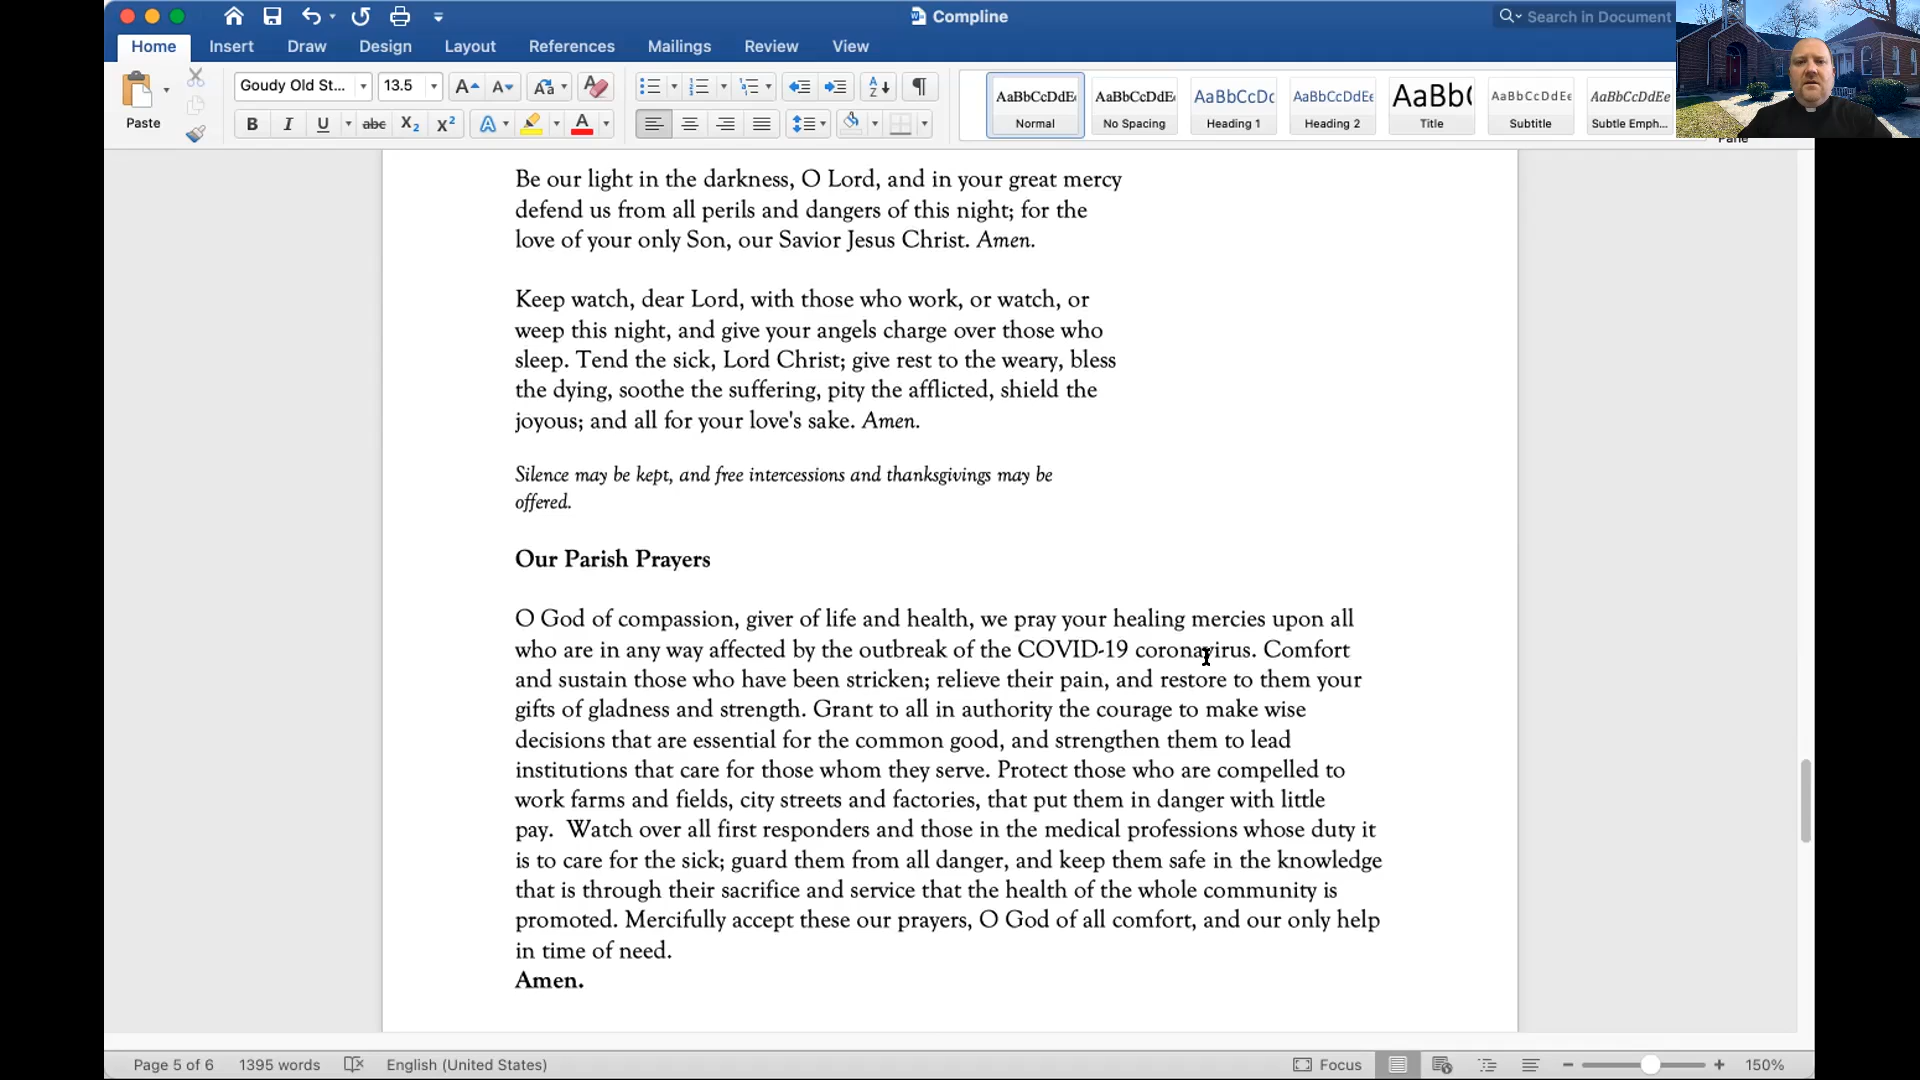 Compline
Search in Document
Home Insert Draw Design Layout References Mailings Review View
Paste
Goudy Old St... 13.5
B I U abc X₂ X²
AaBbCcDdE AaBbCcDdE AaBbCcDc AaBbCcDdEe AaBb( AaBbCcDdEe AaBbCcDdEe
Normal No Spacing Heading 1 Heading 2 Title Subtitle Subtle Emph...
Pane
Be our light in the darkness, O Lord, and in your great mercy
defend us from all perils and dangers of this night; for the
love of your only Son, our Savior Jesus Christ. Amen.
Keep watch, dear Lord, with those who work, or watch, or
weep this night, and give your angels charge over those who
sleep. Tend the sick, Lord Christ; give rest to the weary, bless
the dying, soothe the suffering, pity the afflicted, shield the
joyous; and all for your love's sake. Amen.
Silence may be kept, and free intercessions and thanksgivings may be
offered.
Our Parish Prayers
O God of compassion, giver of life and health, we pray your healing mercies upon all
who are in any way affected by the outbreak of the COVID-19 coronavirus. Comfort
and sustain those who have been stricken; relieve their pain, and restore to them your
gifts of gladness and strength. Grant to all in authority the courage to make wise
decisions that are essential for the common good, and strengthen them to lead
institutions that care for those whom they serve. Protect those who are compelled to
work farms and fields, city streets and factories, that put them in danger with little
pay.  Watch over all first responders and those in the medical professions whose duty it
is to care for the sick; guard them from all danger, and keep them safe in the knowledge
that is through their sacrifice and service that the health of the whole community is
promoted. Mercifully accept these our prayers, O God of all comfort, and our only help
in time of need.
Amen.
Page 5 of 6 1395 words English (United States) Focus 150%